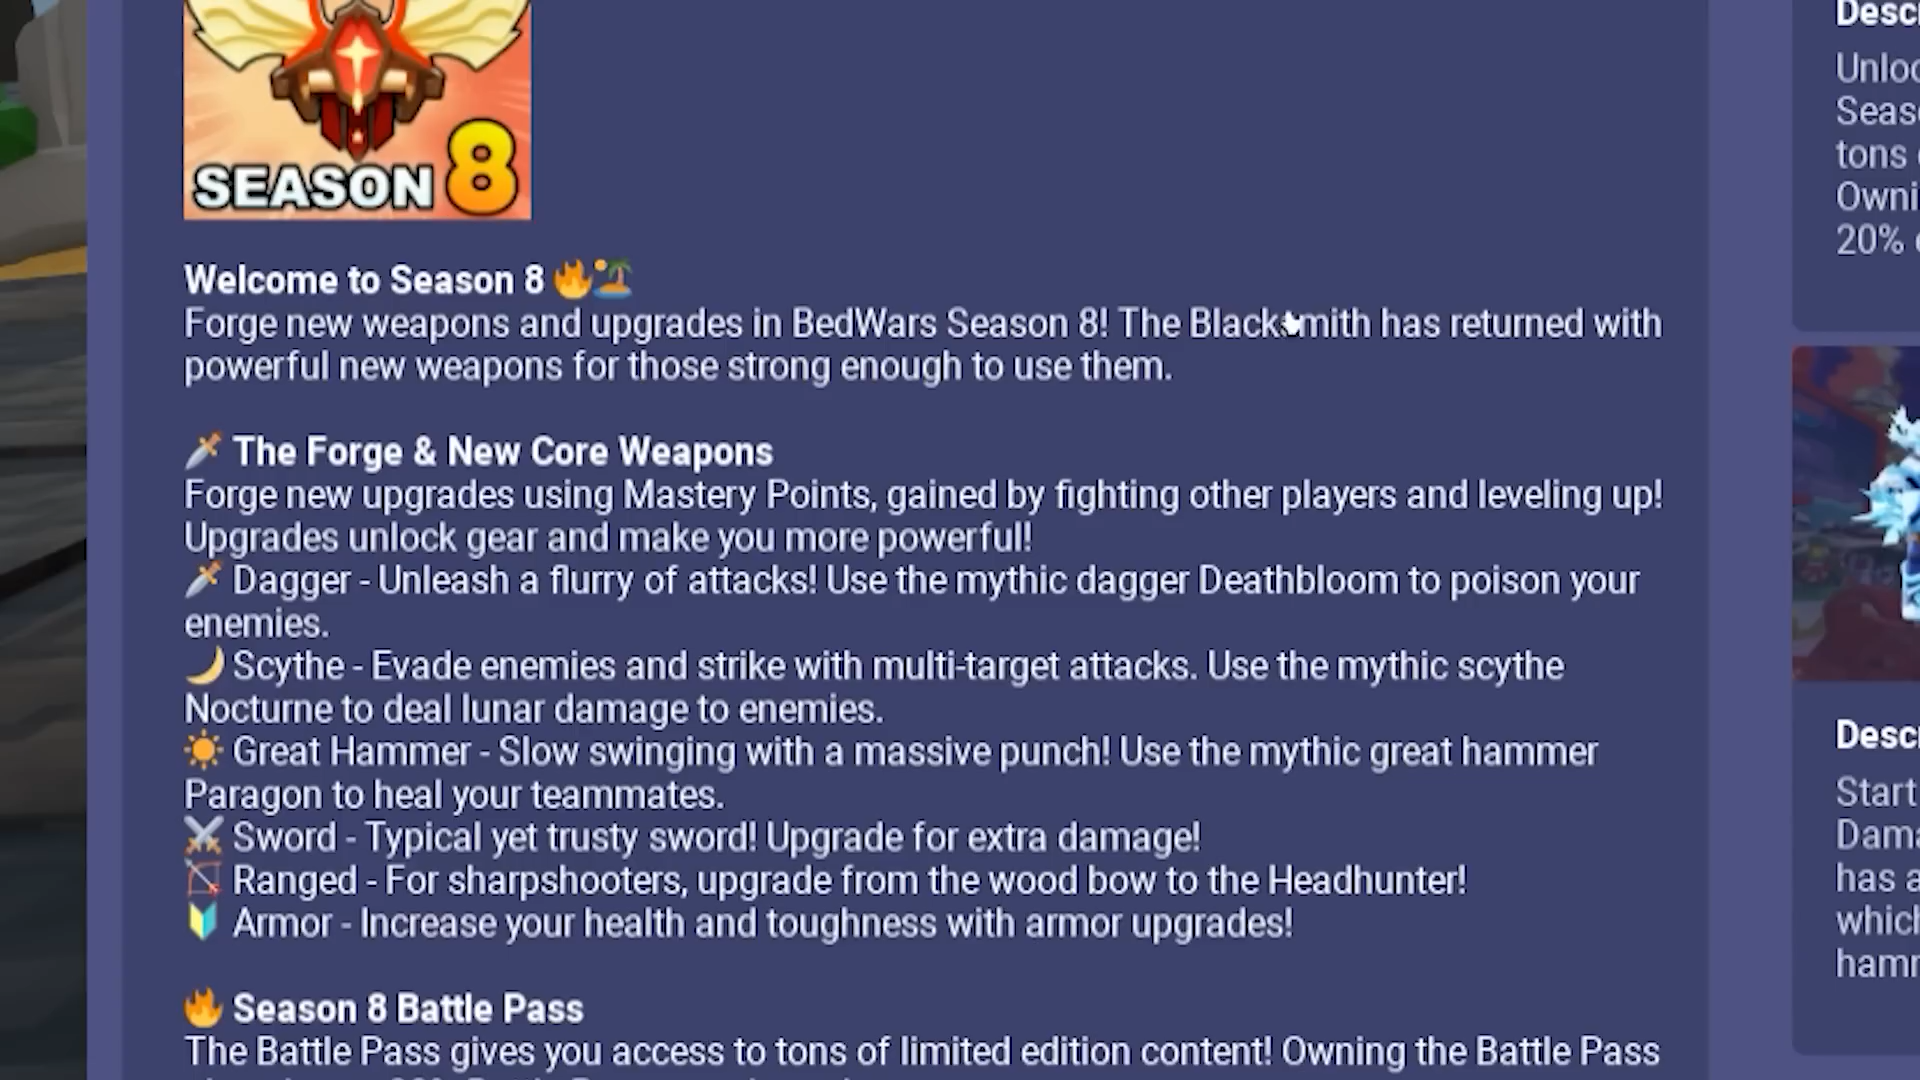 SEASON 8
Welcome to Season 8 🔥🏝️
Forge new weapons and upgrades in BedWars Season 8! The Blacksmith has returned with
powerful new weapons for those strong enough to use them.
🗡️ The Forge & New Core Weapons
Forge new upgrades using Mastery Points, gained by fighting other players and leveling up!
Upgrades unlock gear and make you more powerful!
🗡️ Dagger - Unleash a flurry of attacks! Use the mythic dagger Deathbloom to poison your
enemies.
🌙 Scythe - Evade enemies and strike with multi-target attacks. Use the mythic scythe
Nocturne to deal lunar damage to enemies.
☀️ Great Hammer - Slow swinging with a massive punch! Use the mythic great hammer
Paragon to heal your teammates.
⚔️ Sword - Typical yet trusty sword! Upgrade for extra damage!
🏹 Ranged - For sharpshooters, upgrade from the wood bow to the Headhunter!
🔰 Armor - Increase your health and toughness with armor upgrades!
🔥 Season 8 Battle Pass
The Battle Pass gives you access to tons of limited edition content! Owning the Battle Pass
tons
20%
Start
has